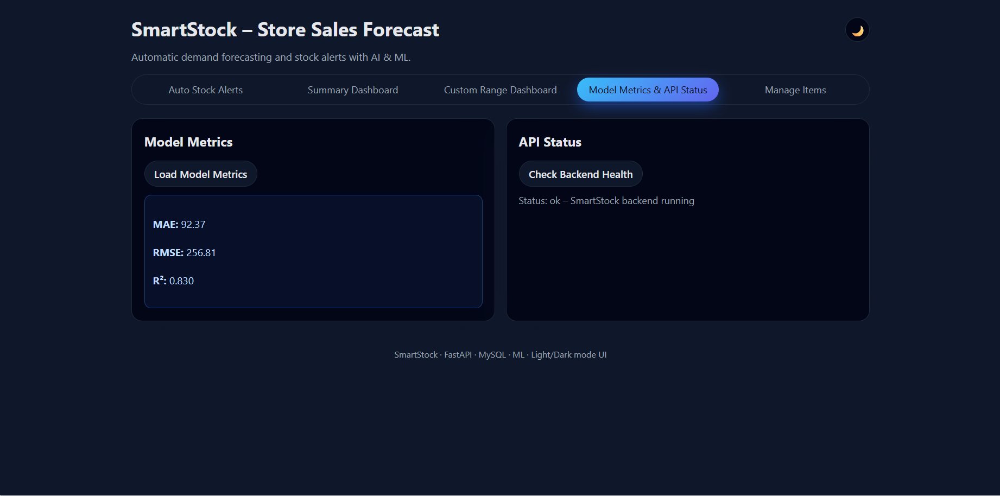 SmartStock – Store Sales Forecast
Automatic demand forecasting and stock alerts with AI & ML.
Auto Stock Alerts
Summary Dashboard
Custom Range Dashboard
Model Metrics & API Status
Manage Items
Model Metrics
Load Model Metrics
MAE: 92.37
RMSE: 256.81
R²: 0.830
API Status
Check Backend Health
Status: ok – SmartStock backend running
SmartStock · FastAPI · MySQL · ML · Light/Dark mode UI